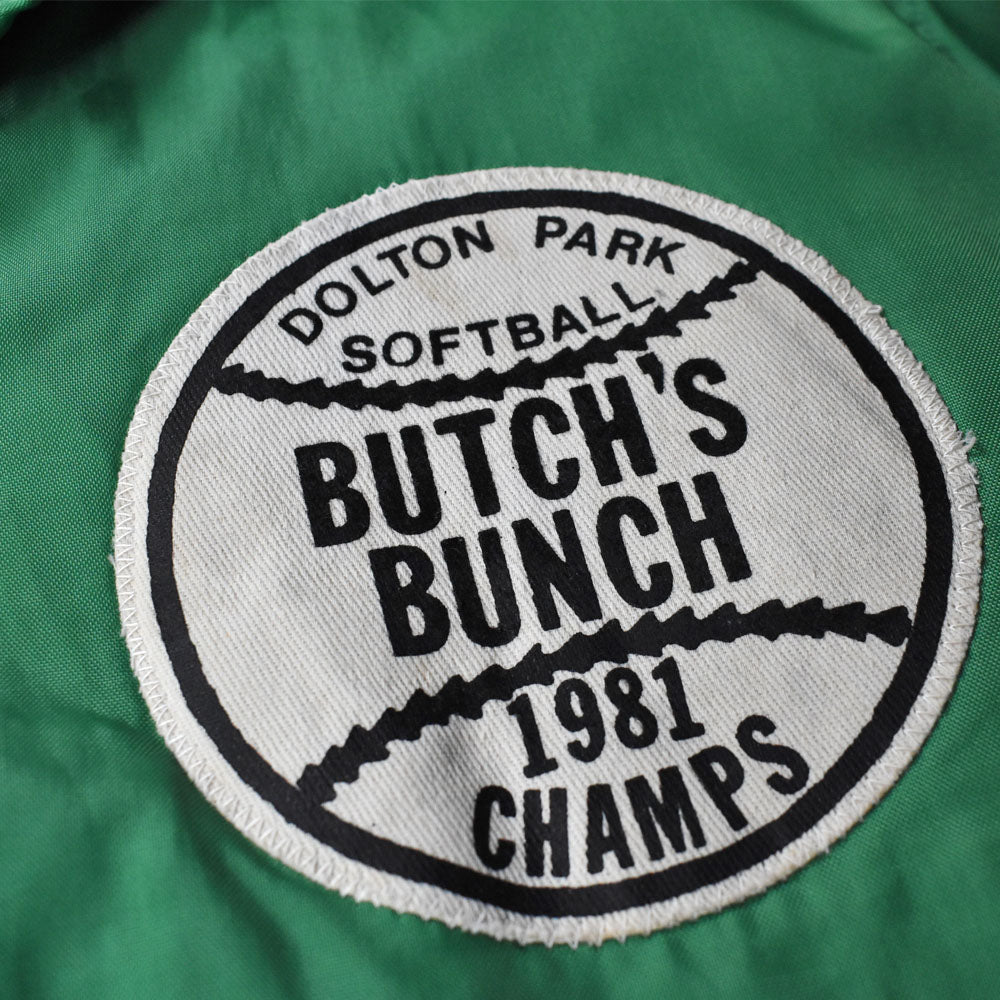 DOLTON PARK
SOFTBALL
BUTCH'S
BUNCH
1981
CHAMPS